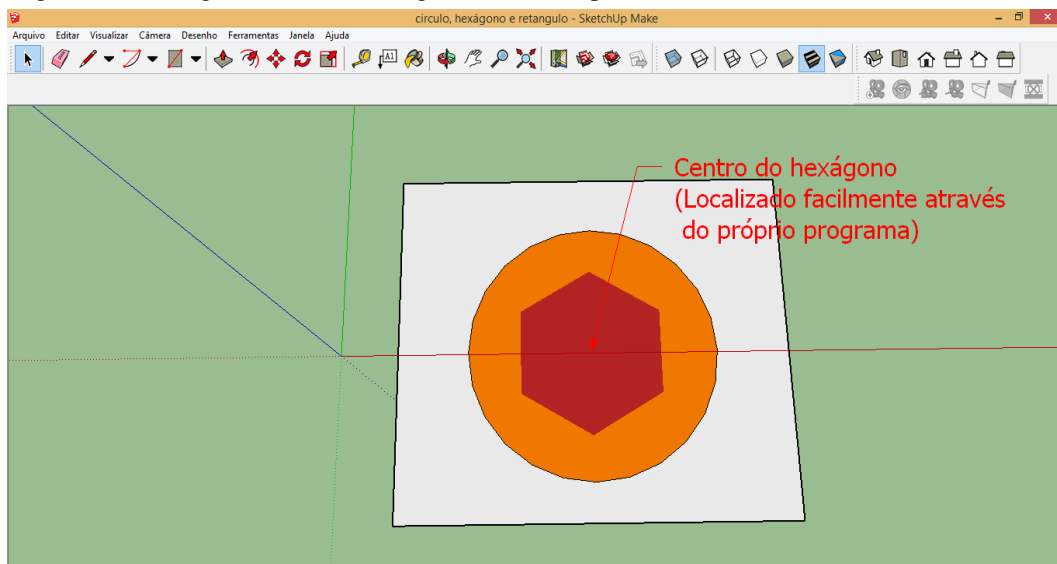 circulo, hexágono e retangulo - SketchUp Make
Arquivo Editar Visualizar Câmera Desenho Ferramentas Janela Ajuda
A1
Centro do hexágono
(Localizado facilmente através
do próprio programa)